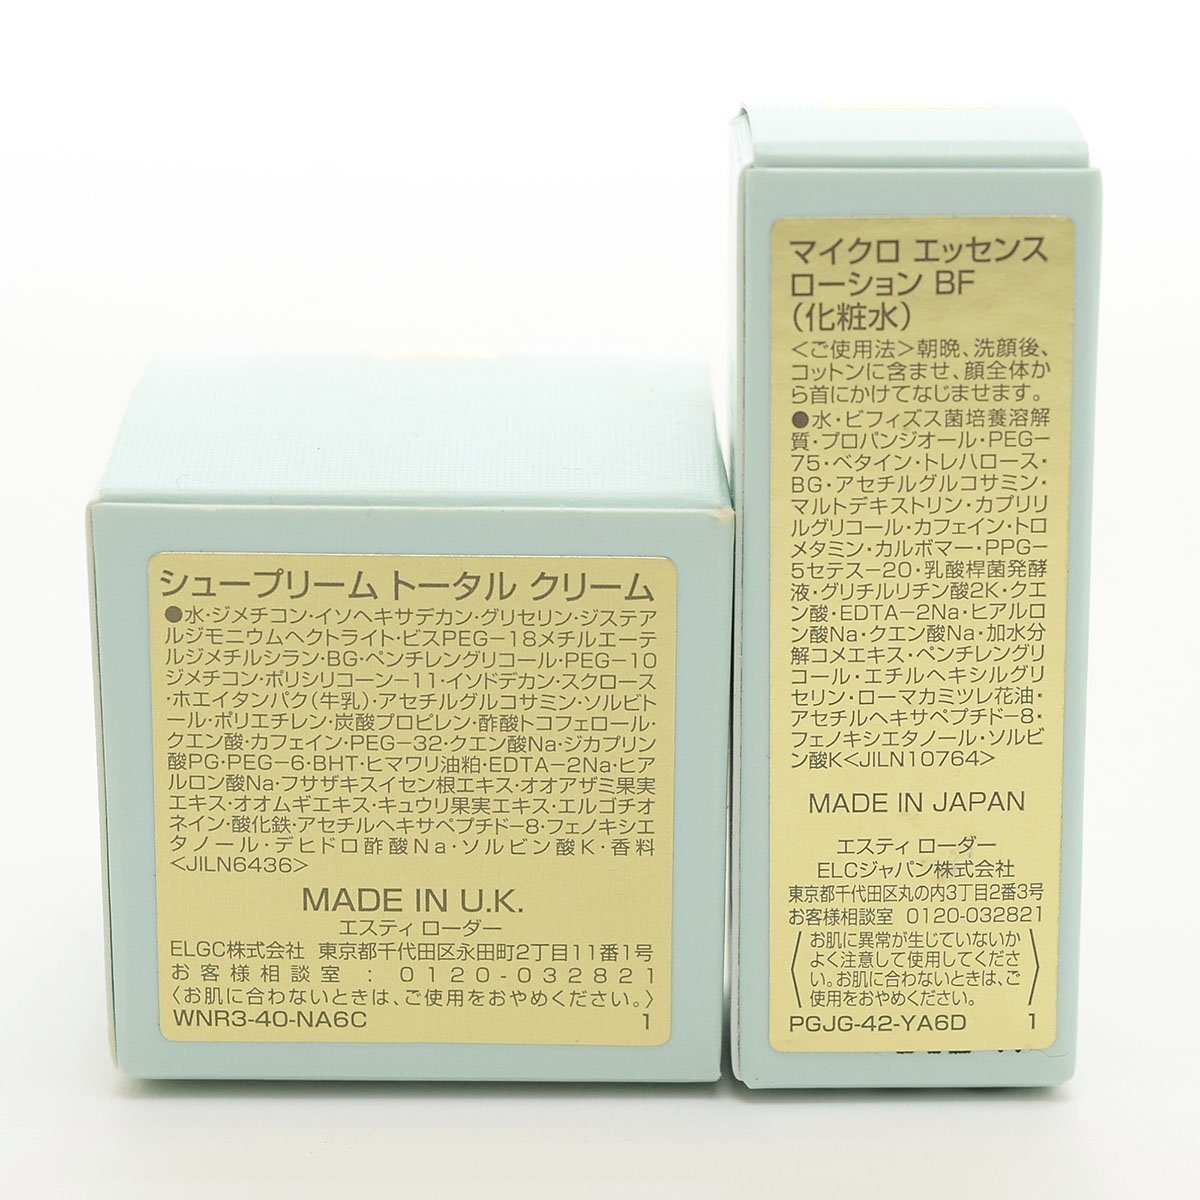 シュープリーム トータル クリーム
●水・ジメチコン・イソヘキサデカン・グリセリン・ジステア
ルジモニウムヘクトライト・ビスPEG-18メチルエーテ
ルジメチルシラン・BG・ペンチレングリコール・PEG-10
ジメチコン・ポリシリコーン-11・イソドデカン・スクロース
・ホエイタンパク(牛乳)・アセチルグルコサミン・ソルビト
ール・ポリエチレン・炭酸プロピレン・酢酸トコフェロール・
クエン酸・カフェイン・PEG-32・クエン酸Na・ジカプリン
酸PG・PEG-6・BHT・ヒマワリ油粕・EDTA-2Na・ヒア
ルロン酸Na・フサザキスイセン根エキス・オオアザミ果実
エキス・オオムギエキス・キュウリ果実エキス・エルゴチオ
ネイン・酸化鉄・アセチルヘキサペプチド-8・フェノキシエ
タノール・デヒドロ酢酸Na・ソルビン酸K・香料
<JILN6436>
MADE IN U.K.
エスティ ローダー
ELGC株式会社 東京都千代田区永田町2丁目11番1号
お客様相談室:0120-032821
〈お肌に合わないときは、ご使用をおやめください。〉
WNR3-40-NA6C 1
マイクロ エッセンス
ローション BF
(化粧水)
<ご使用法>朝晩、洗顔後、
コットンに含ませ、顔全体か
ら首にかけてなじませます。
●水・ビフィズス菌培養溶解
質・プロパンジオール・PEG-
75・ベタイン・トレハロース・
BG・アセチルグルコサミン・
マルトデキストリン・カプリリ
ルグリコール・カフェイン・トロ
メタミン・カルボマー・PPG-
5セテス-20・乳酸桿菌発酵
液・グリチルリチン酸2K・クエ
ン酸・EDTA-2Na・ヒアルロ
ン酸Na・クエン酸Na・加水分
解コメエキス・ペンチレングリ
コール・エチルヘキシルグリ
セリン・ローマカミツレ花油・
アセチルヘキサペプチド-8・
フェノキシエタノール・ソルビ
ン酸K<JILN10764>
MADE IN JAPAN
エスティ ローダー
ELCジャパン株式会社
東京都千代田区丸の内3丁目2番3号
お客様相談室 0120-032821
〈お肌に異常が生じていないか
よく注意して使用してくださ
い。お肌に合わないときは、ご
使用をおやめください。〉
PGJG-42-YA6D 1